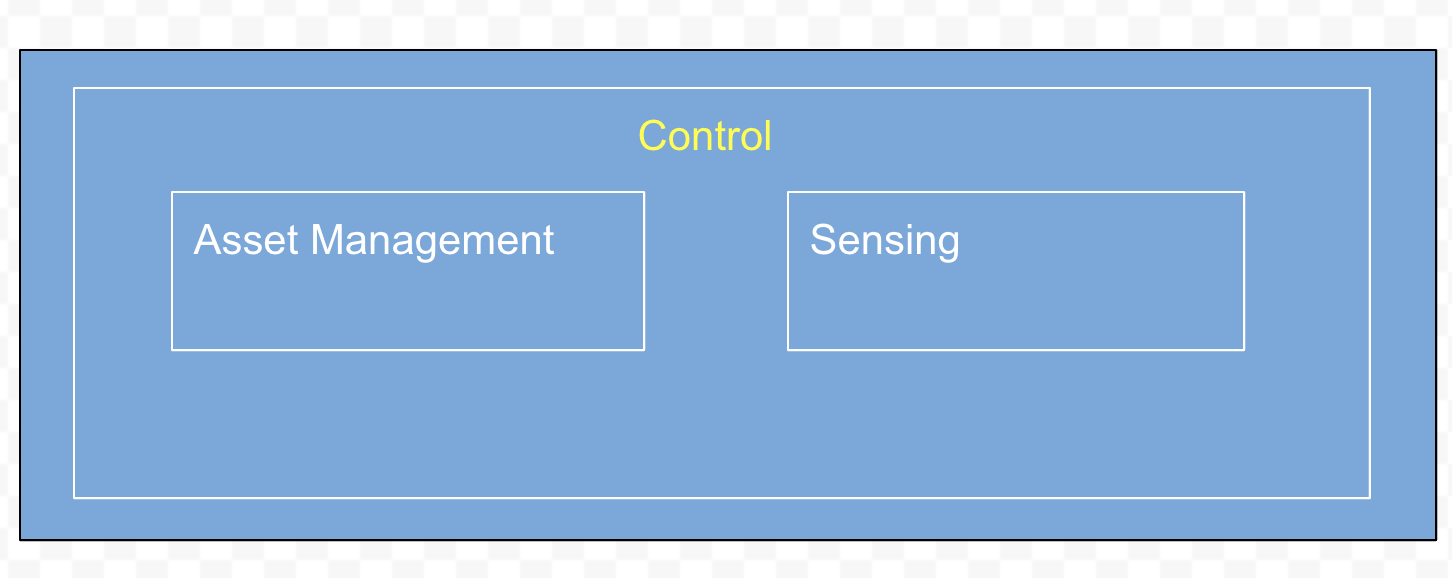 Control
Asset Management
Sensing